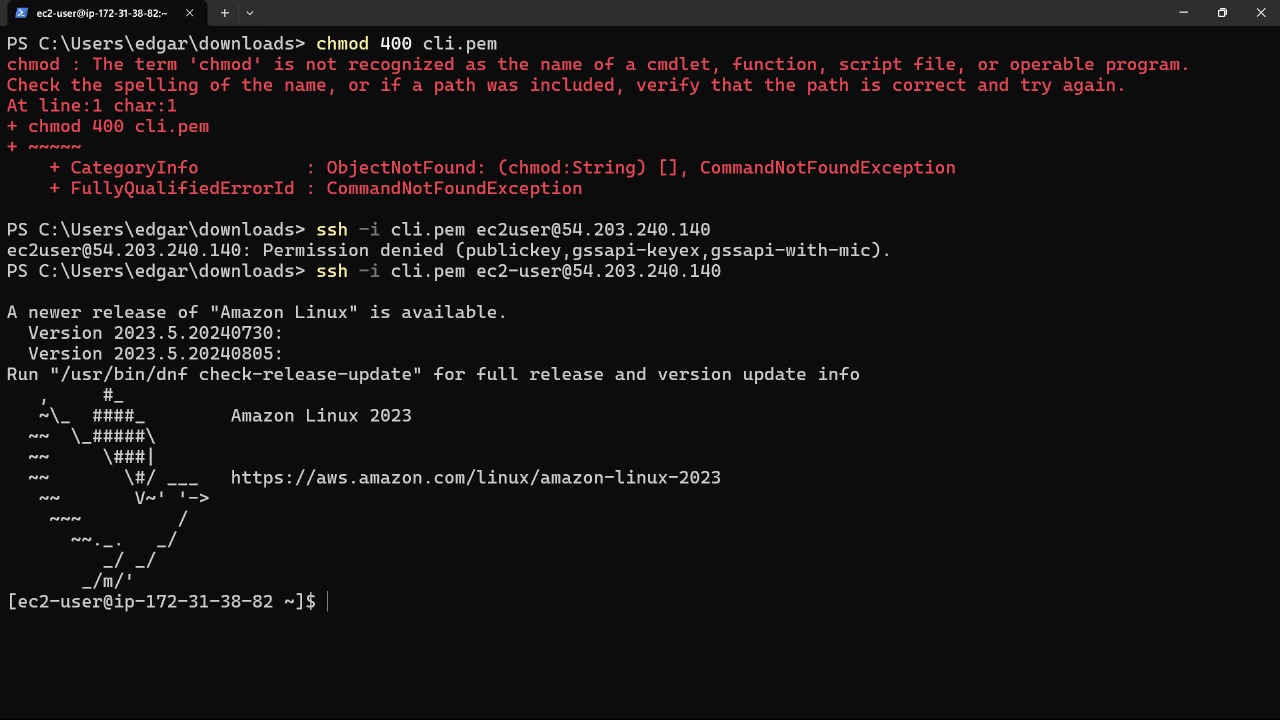 ec2-user@ip-172-31-38-82:~
PS C:\Users\edgar\downloads> chmod 400 cli.pem
chmod : The term 'chmod' is not recognized as the name of a cmdlet, function, script file, or operable program.
Check the spelling of the name, or if a path was included, verify that the path is correct and try again.
At line:1 char:1
+ chmod 400 cli.pem
+ ~~~~~
    + CategoryInfo          : ObjectNotFound: (chmod:String) [], CommandNotFoundException
    + FullyQualifiedErrorId : CommandNotFoundException
PS C:\Users\edgar\downloads> ssh -i cli.pem ec2user@54.203.240.140
ec2user@54.203.240.140: Permission denied (publickey,gssapi-keyex,gssapi-with-mic).
PS C:\Users\edgar\downloads> ssh -i cli.pem ec2-user@54.203.240.140
A newer release of "Amazon Linux" is available.
  Version 2023.5.20240730:
  Version 2023.5.20240805:
Run "/usr/bin/dnf check-release-update" for full release and version update info
   ,     #_
   ~\_  ####_        Amazon Linux 2023
  ~~  \_#####\
  ~~     \###|
  ~~       \#/ ___   https://aws.amazon.com/linux/amazon-linux-2023
   ~~       V~' '->
    ~~~         /
      ~~._.   _/
         _/ _/
       _/m/'
[ec2-user@ip-172-31-38-82 ~]$